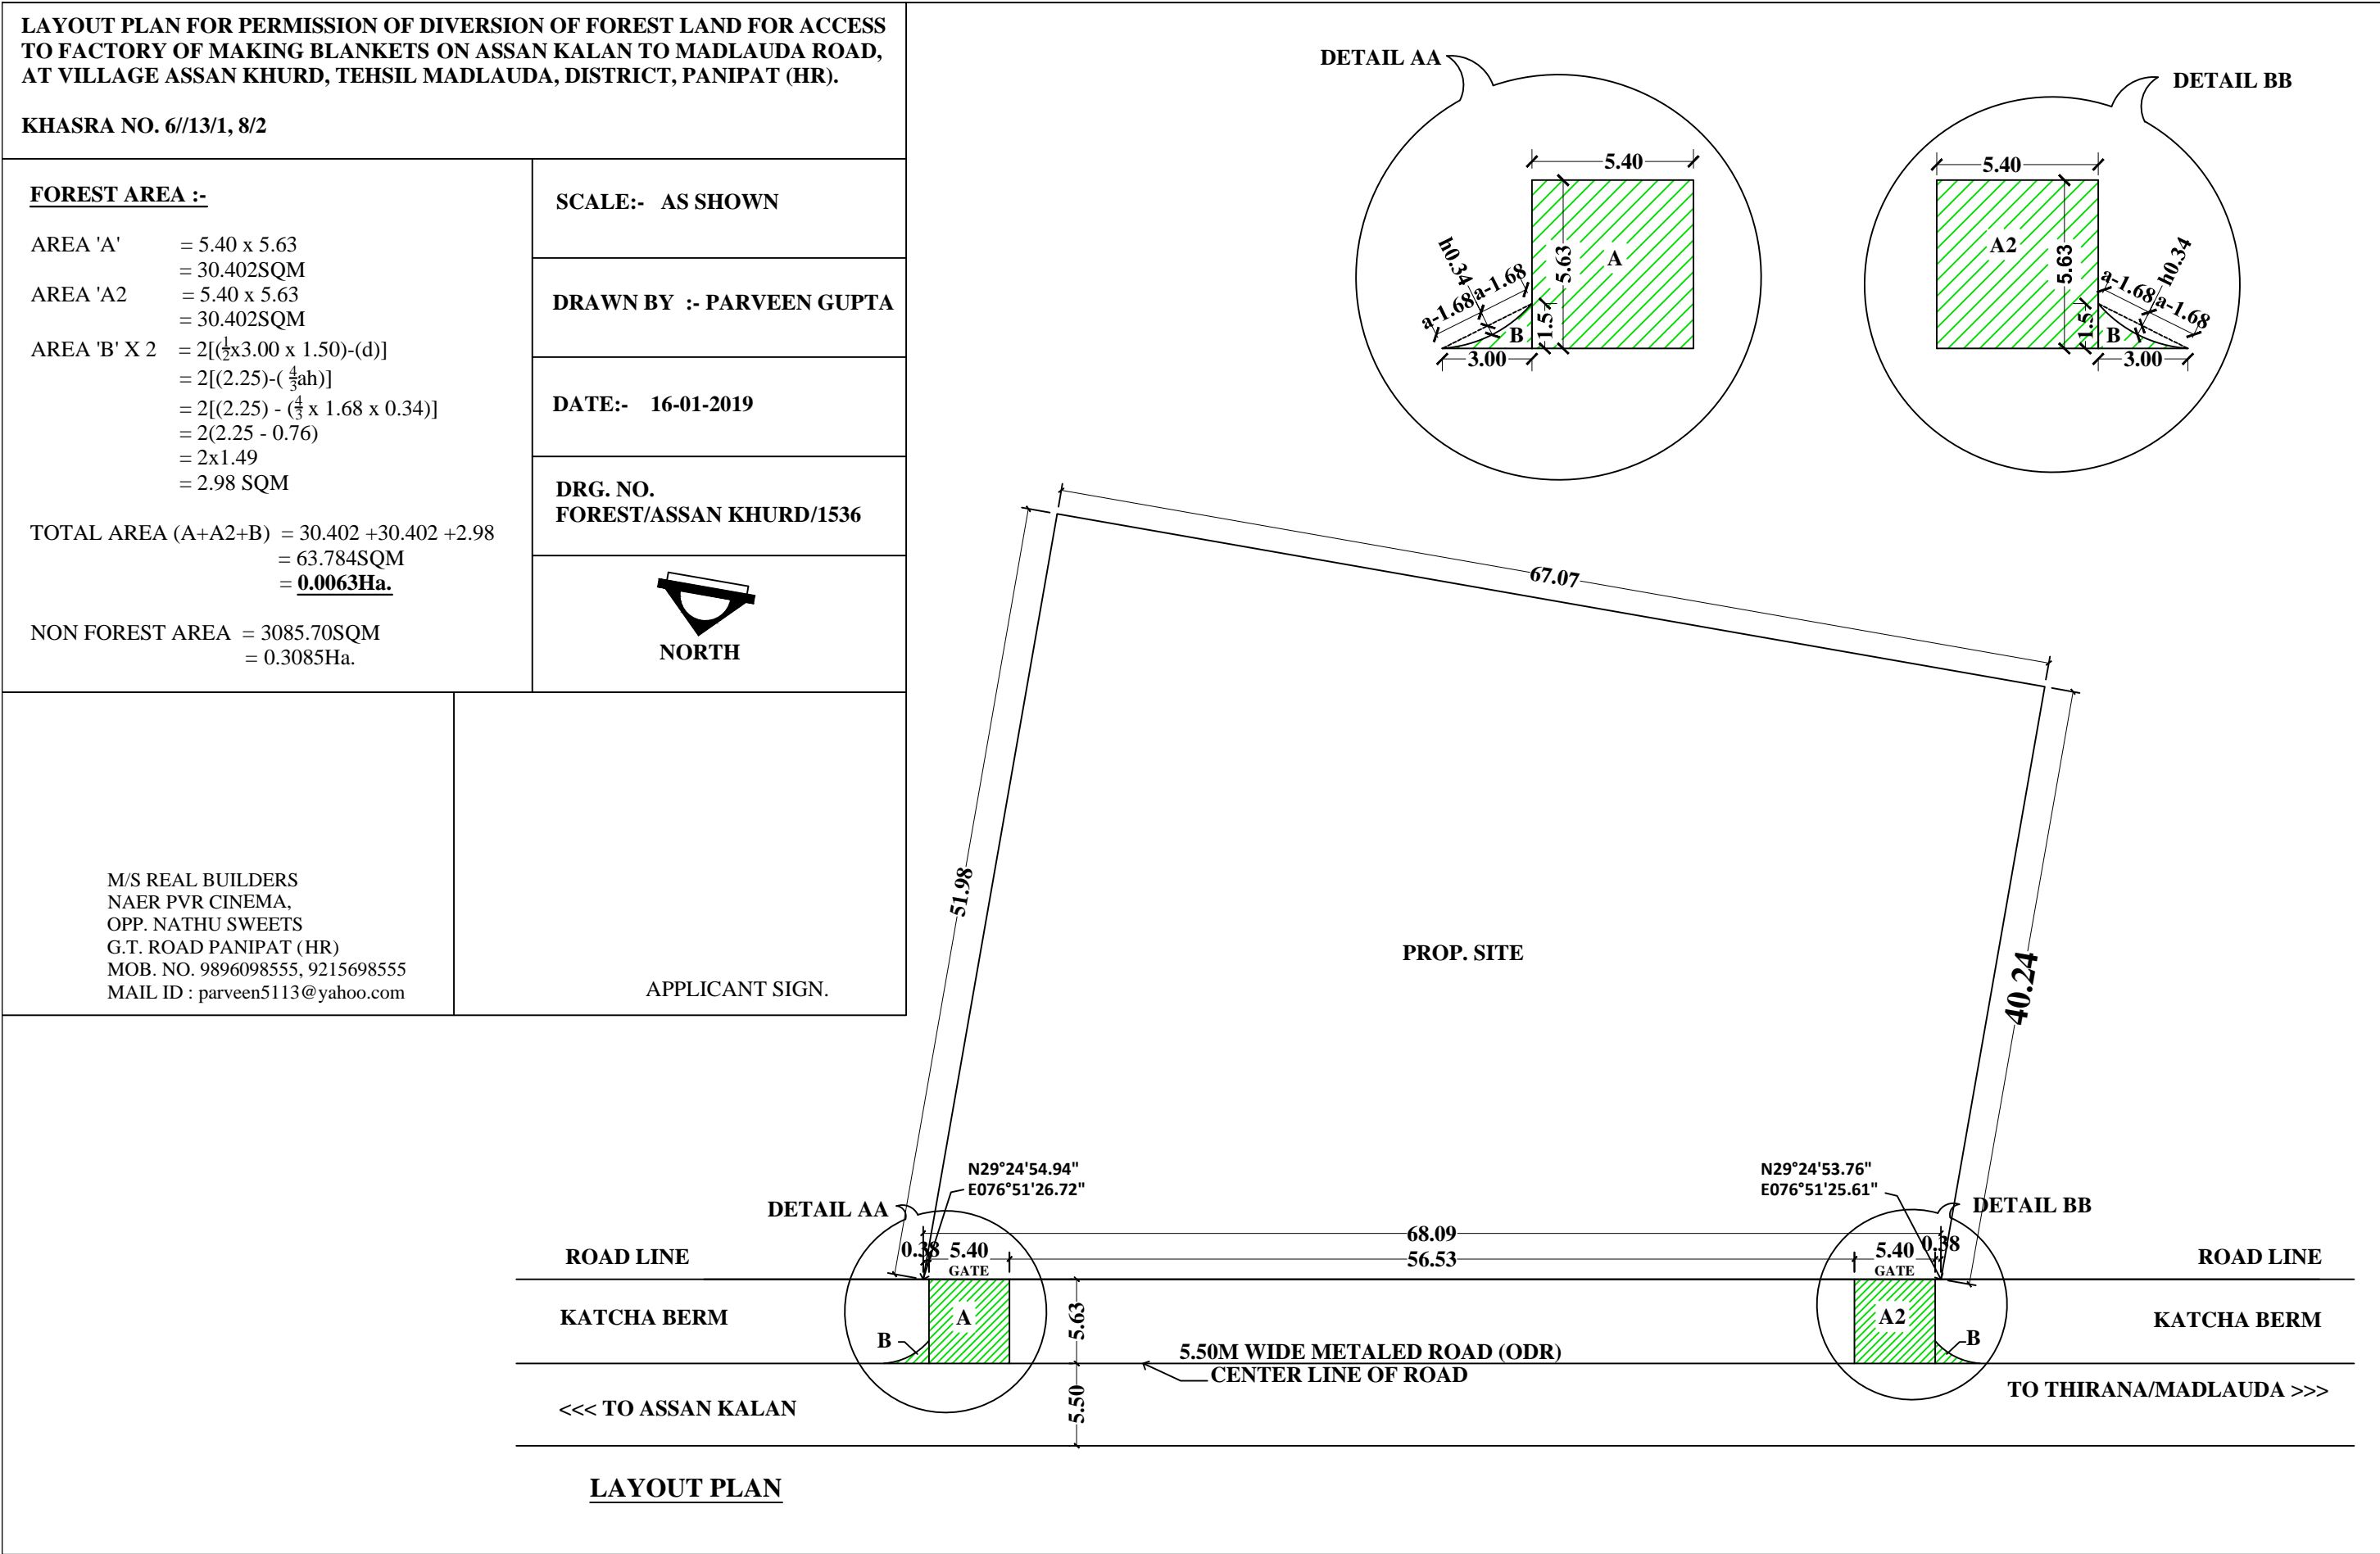 LAYOUT PLAN FOR PERMISSION OF DIVERSION OF FOREST LAND FOR ACCESS
TO FACTORY OF MAKING BLANKETS ON ASSAN KALAN TO MADLAUDA ROAD,
AT VILLAGE ASSAN KHURD, TEHSIL MADLAUDA, DISTRICT, PANIPAT (HR).
KHASRA NO. 6//13/1, 8/2
FOREST AREA :-
AREA 'A' = 5.40 x 5.63
= 30.402SQM
AREA 'A2 = 5.40 x 5.63
= 30.402SQM
AREA 'B' X 2 = 2[(½x3.00 x 1.50)-(d)]
= 2[(2.25)-( 4/3ah)]
= 2[(2.25) - (4/3 x 1.68 x 0.34)]
= 2(2.25 - 0.76)
= 2x1.49
= 2.98 SQM
TOTAL AREA (A+A2+B) = 30.402 +30.402 +2.98
= 63.784SQM
= 0.0063Ha.
NON FOREST AREA = 3085.70SQM
= 0.3085Ha.
SCALE:- AS SHOWN
DRAWN BY :- PARVEEN GUPTA
DATE:- 16-01-2019
DRG. NO.
FOREST/ASSAN KHURD/1536
NORTH
M/S REAL BUILDERS
NAER PVR CINEMA,
OPP. NATHU SWEETS
G.T. ROAD PANIPAT (HR)
MOB. NO. 9896098555, 9215698555
MAIL ID : parveen5113@yahoo.com
APPLICANT SIGN.
DETAIL AA
5.40
h0.34
a-1.68
a-1.68
5.63
A
1.5
B
3.00
DETAIL BB
5.40
A2
5.63
h0.34
a-1.68
a-1.68
1.5
B
3.00
67.07
51.98
PROP. SITE
40.24
N29°24'54.94"
E076°51'26.72"
N29°24'53.76"
E076°51'25.61"
DETAIL AA
DETAIL BB
68.09
0.38
5.40
56.53
5.40
0.38
GATE
GATE
ROAD LINE
ROAD LINE
KATCHA BERM
A
B
5.63
A2
B
KATCHA BERM
5.50M WIDE METALED ROAD (ODR)
CENTER LINE OF ROAD
<<< TO ASSAN KALAN
5.50
TO THIRANA/MADLAUDA >>>
LAYOUT PLAN